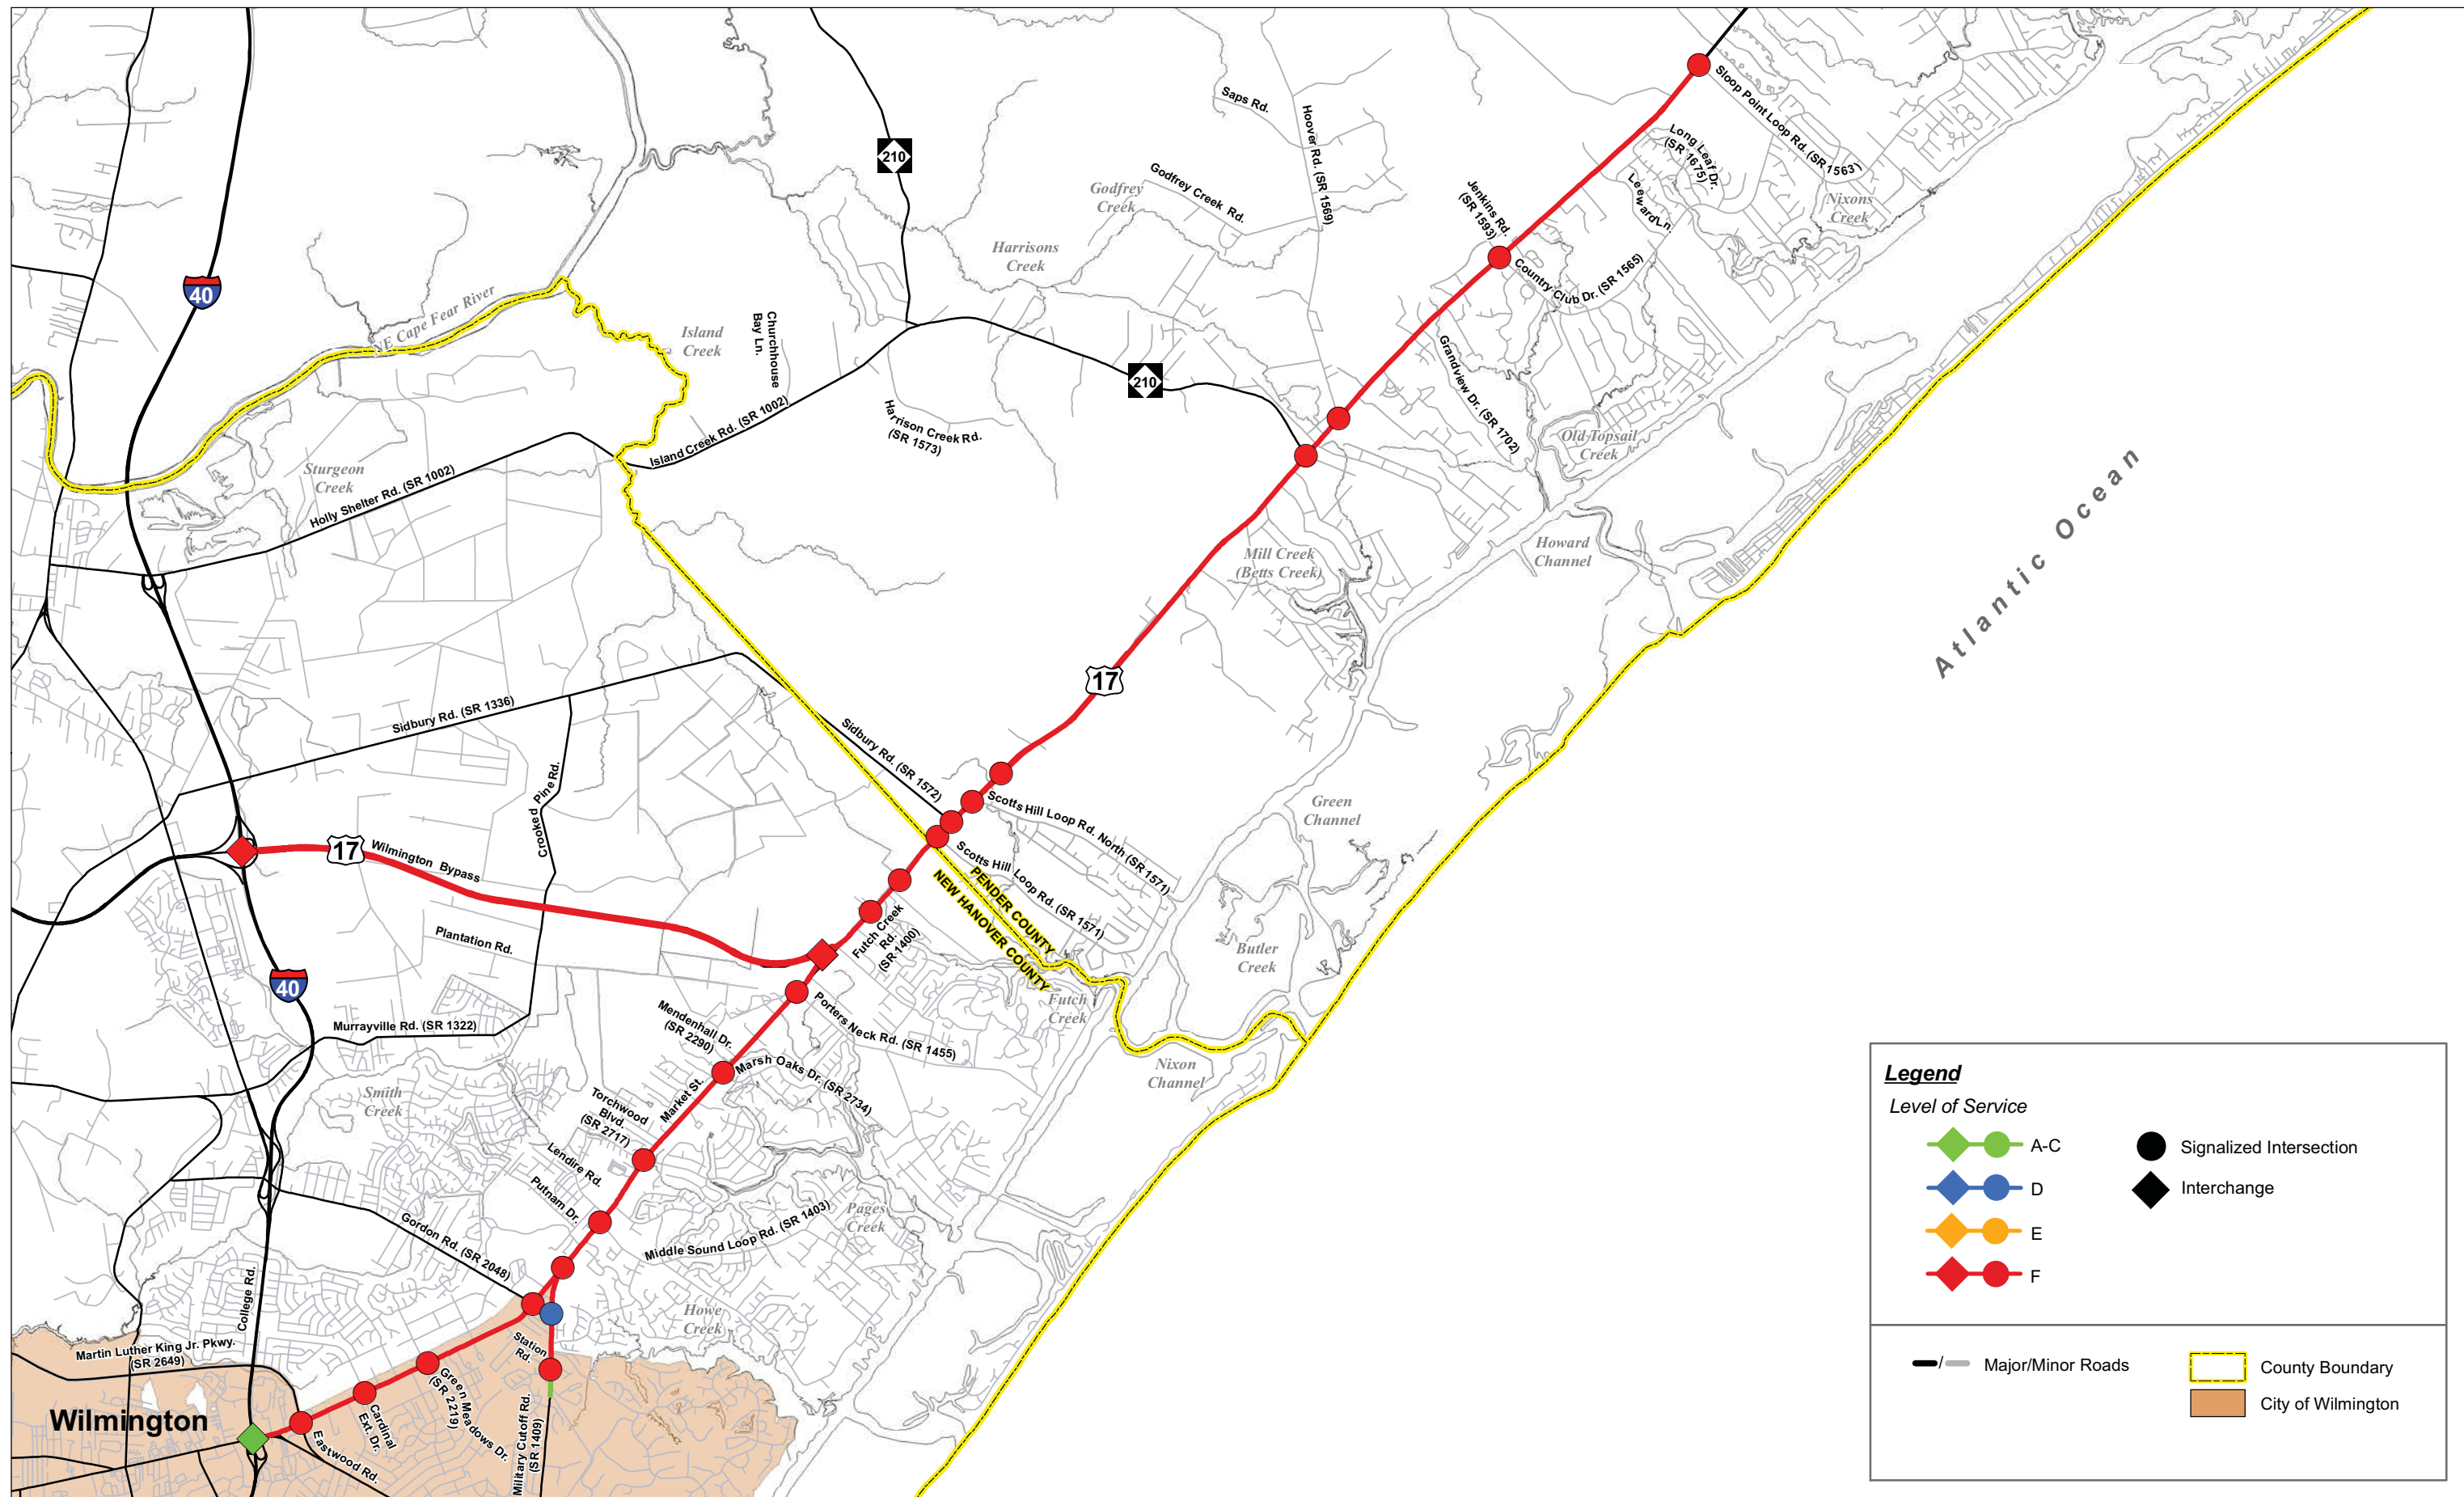 Sloop Point Loop Rd. (SR 1563)
Long Leaf Dr.
(SR 1675)
Leeward Ln.
Nixons
Creek
Saps Rd.
Hoover Rd. (SR 1569)
210
Godfrey
Creek
Godfrey Creek Rd.
Jenkins Rd.
(SR 1593)
Country Club Dr. (SR 1565)
Harrisons
Creek
40
NE Cape Fear River
Island
Creek
Churchhouse
Bay Ln.
210
Grandview Dr. (SR 1702)
Island Creek Rd. (SR 1002)
Harrison Creek Rd.
(SR 1573)
Old Topsail
Creek
Sturgeon
Creek
Holly Shelter Rd. (SR 1002)
Howard
Channel
Mill Creek
(Betts Creek)
Atlantic Ocean
17
Sidbury Rd. (SR 1336)
Sidbury Rd. (SR 1572)
Crooked Pine Rd.
Scotts Hill Loop Rd. North (SR 1571)
Green
Channel
17
Wilmington Bypass
Scotts Hill Loop Rd. (SR 1571)
PENDER COUNTY
NEW HANOVER COUNTY
Futch Creek
Rd.
(SR 1400)
Plantation Rd.
Butler
Creek
40
Futch
Creek
Murrayville Rd. (SR 1322)
Mendenhall Dr.
(SR 2290)
Porters Neck Rd. (SR 1455)
Nixon
Channel
Marsh Oaks Dr. (SR 2734)
Market St.
Smith
Creek
Torchwood
Blvd.
(SR 2717)
Lendire Rd.
Putnam Dr.
Pages
Creek
Middle Sound Loop Rd. (SR 1403)
Gordon Rd. (SR 2048)
College Rd.
Howe
Creek
Station
Rd.
Martin Luther King Jr. Pkwy.
(SR 2649)
Green Meadows Dr.
(SR 2219)
Cardinal
Ext. Dr.
Wilmington
Eastwood Rd.
Military Cutoff Rd.
(SR 1409)
Legend
Level of Service
A-C
D
E
F
Signalized Intersection
Interchange
/
Major/Minor Roads
County Boundary
City of Wilmington